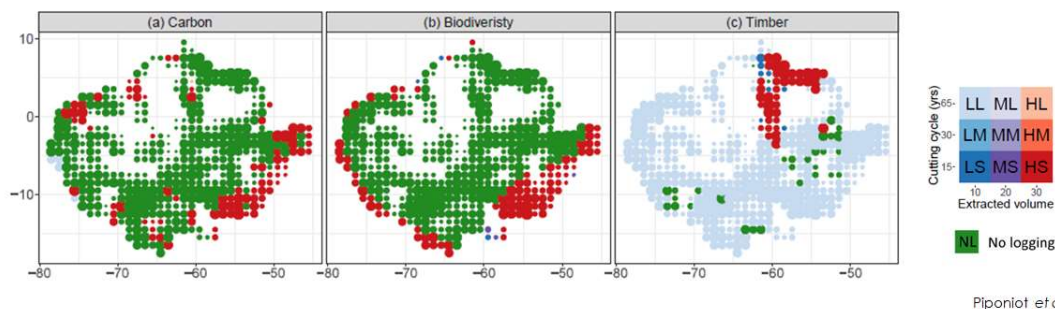 (a) Carbon
(b) Biodiveristy
(c) Timber
10
0
−10
−80 −70 −60 −50
−80 −70 −60 −50
−80 −70 −60 −50
Cutting cycle (yrs)
65- LL ML HL
30- LM MM HM
15- LS MS HS
10 20 30
Extracted volume
NL No logging
Piponiot et